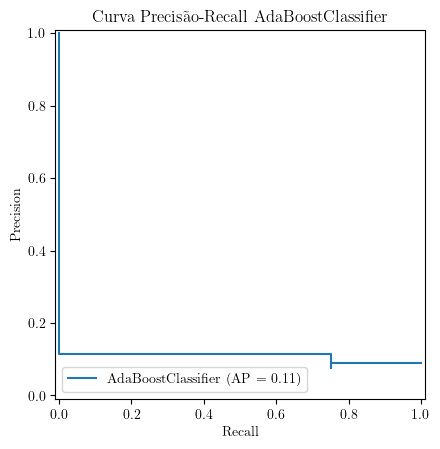 Curva Precisão-Recall AdaBoostClassifier
1.0
0.8
0.6
0.4
0.2
0.0
Precision
AdaBoostClassifier (AP = 0.11)
0.0 0.2 0.4 0.6 0.8 1.0
Recall